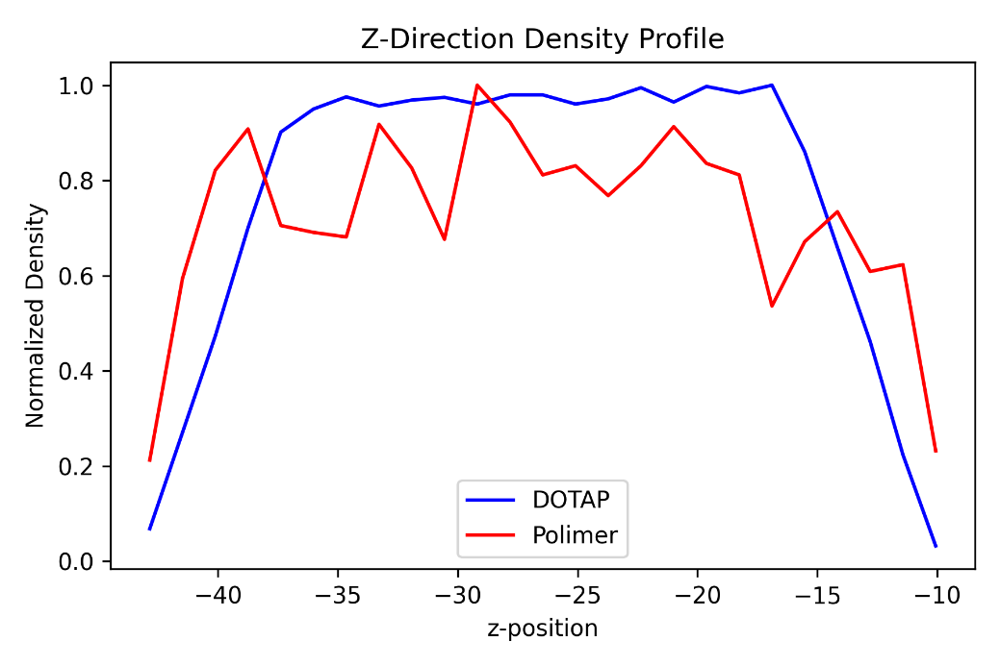 Z-Direction Density Profile
Normalized Density
1.0
0.8
0.6
0.4
0.2
0.0
DOTAP
Polimer
−40 −35 −30 −25 −20 −15 −10
z-position